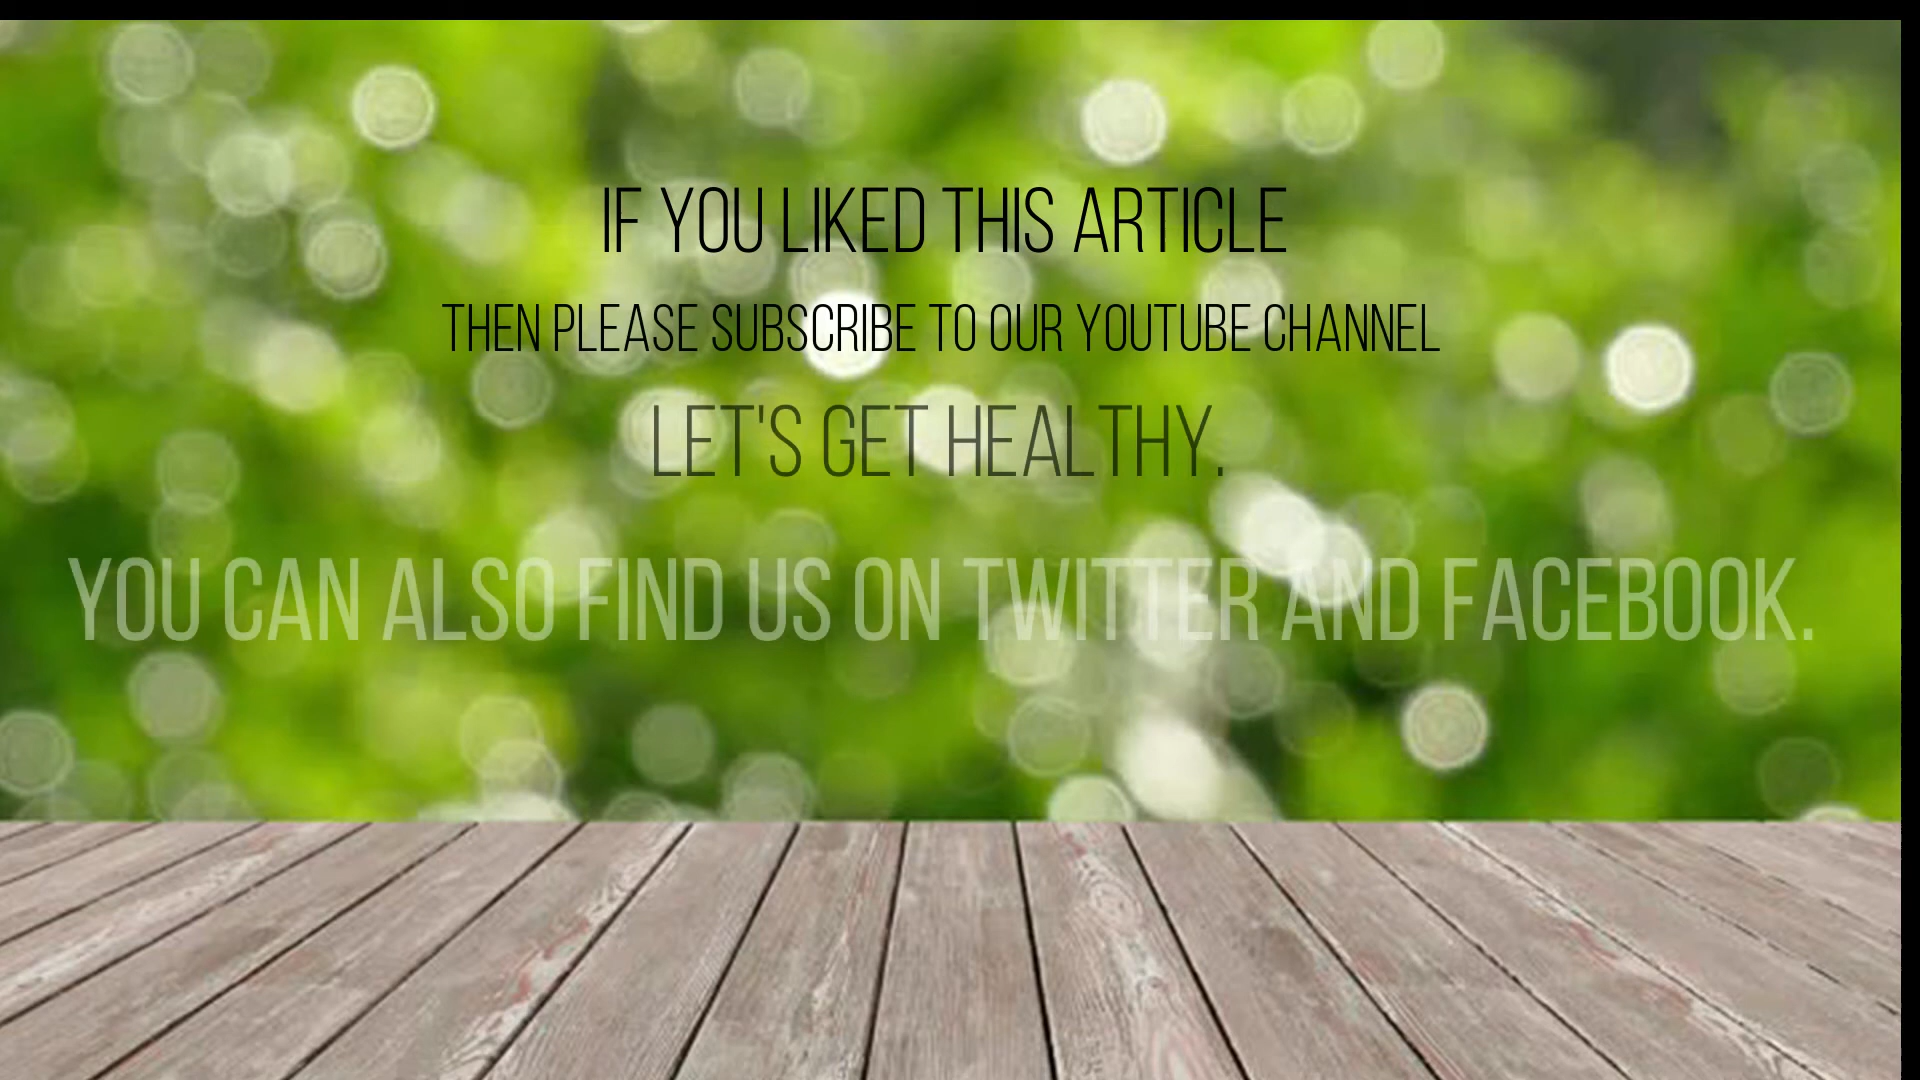 IF YOU LIKED THIS ARTICLE
THEN PLEASE SUBSCRIBE TO OUR YOUTUBE CHANNEL
LET'S GET HEALTHY.
YOU CAN ALSO FIND US ON TWITTER AND FACEBOOK.